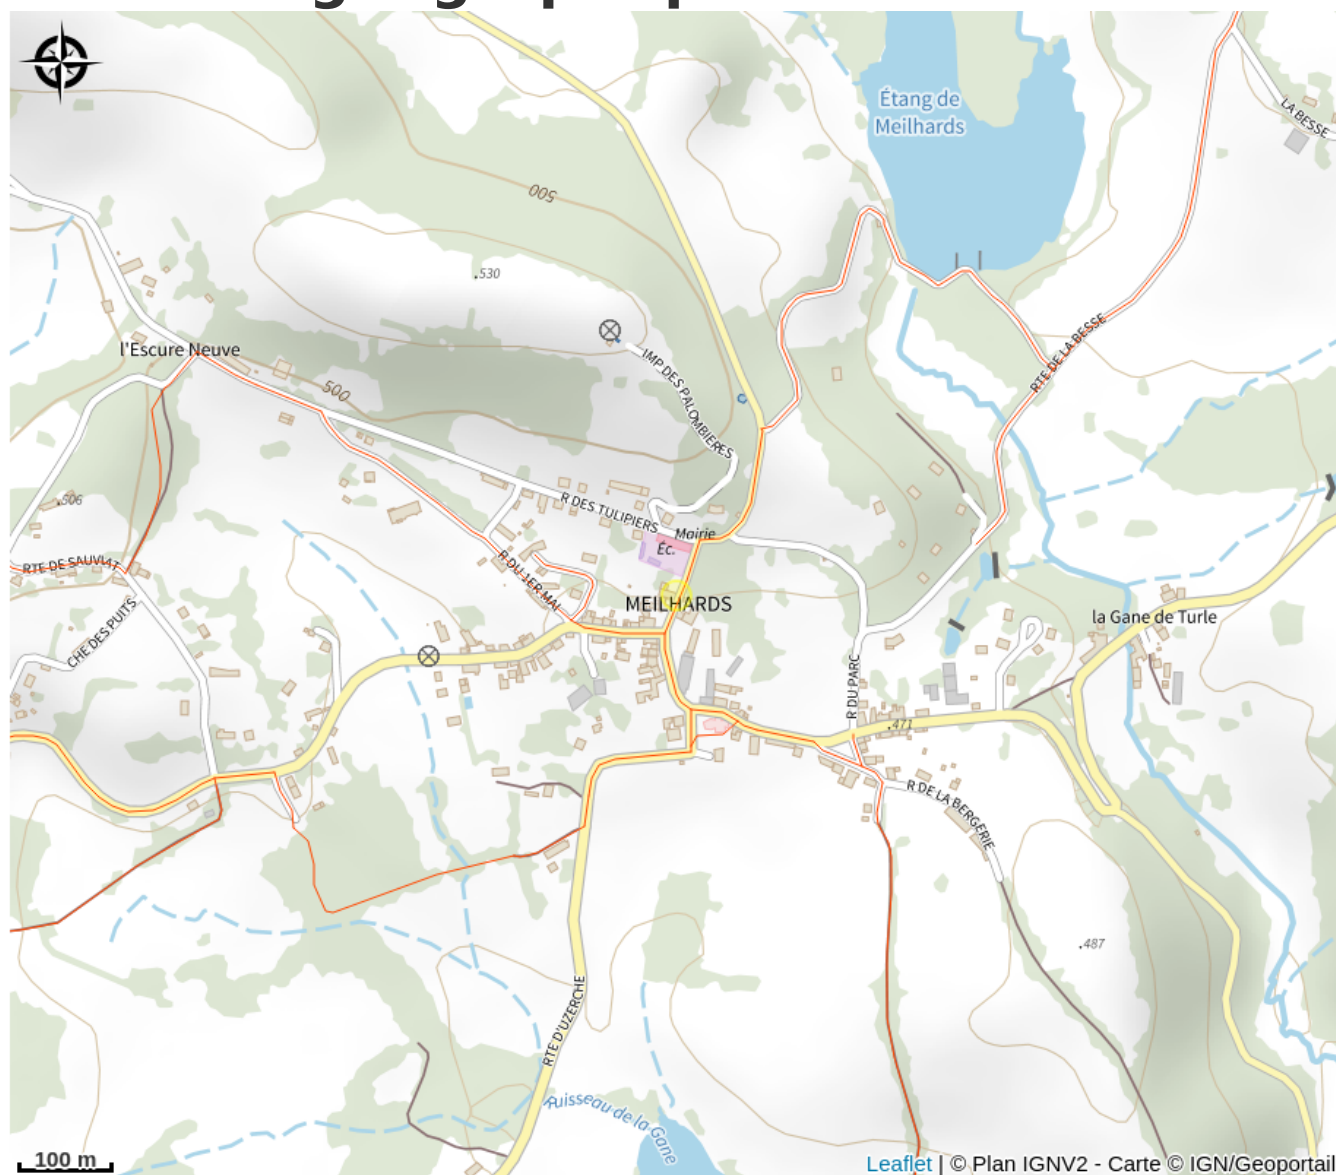 Étang de
Meilhards
LA BESSE
500
.530
RTE DE LA BESSE
l'Escure Neuve
IMP DES PALOMBIERES
500
.506
R DES TULIPIERS
Mairie
Éc.
RTE DE SAUVIAT
R DU 1ER MAI
MEILHARDS
la Gane de Turle
CHE DES PUITS
R DU PARC
.471
R DE LA BERGERIE
.487
RTE D'UZERCHE
Ruisseau de la Gane
100 m
Leaflet | © Plan IGNV2 - Carte © IGN/Geoportail